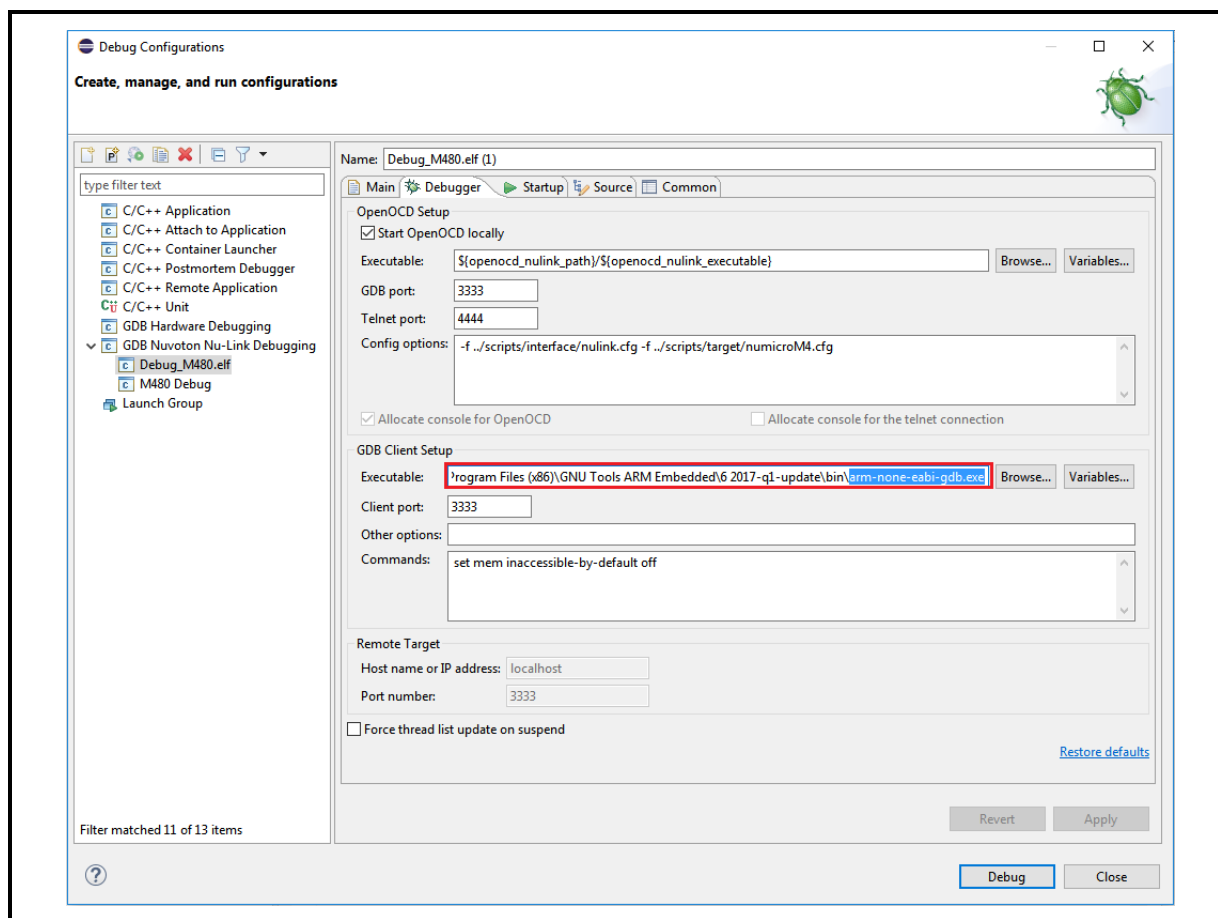 Debug Configurations
Create, manage, and run configurations
type filter text
C/C++ Application
C/C++ Attach to Application
C/C++ Container Launcher
C/C++ Postmortem Debugger
C/C++ Remote Application
C/C++ Unit
GDB Hardware Debugging
GDB Nuvoton Nu-Link Debugging
Debug_M480.elf
M480 Debug
Launch Group
Filter matched 11 of 13 items
Name: Debug_M480.elf (1)
Main Debugger Startup Source Common
OpenOCD Setup
Start OpenOCD locally
Executable: ${openocd_nulink_path}/${openocd_nulink_executable} Browse... Variables...
GDB port: 3333
Telnet port: 4444
Config options: -f ../scripts/interface/nulink.cfg -f ../scripts/target/numicroM4.cfg
Allocate console for OpenOCD Allocate console for the telnet connection
GDB Client Setup
Executable: Program Files (x86)\GNU Tools ARM Embedded\6 2017-q1-update\bin\arm-none-eabi-gdb.exe Browse... Variables...
Client port: 3333
Other options:
Commands: set mem inaccessible-by-default off
Remote Target
Host name or IP address: localhost
Port number: 3333
Force thread list update on suspend
Restore defaults
Revert Apply
Debug Close